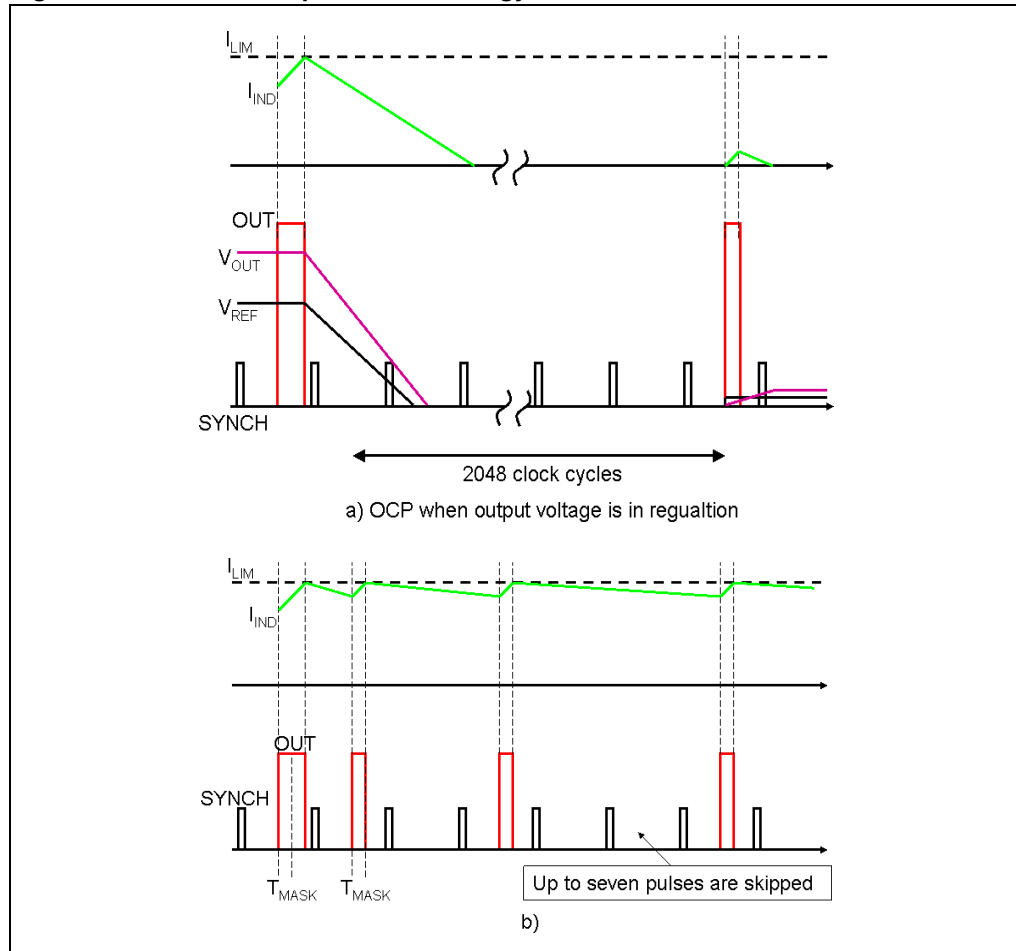 I_LIM
I_IND
OUT
V_OUT
V_REF
SYNCH
2048 clock cycles
a) OCP when output voltage is in regualtion
I_LIM
I_IND
OUT
SYNCH
T_MASK T_MASK
Up to seven pulses are skipped
b)